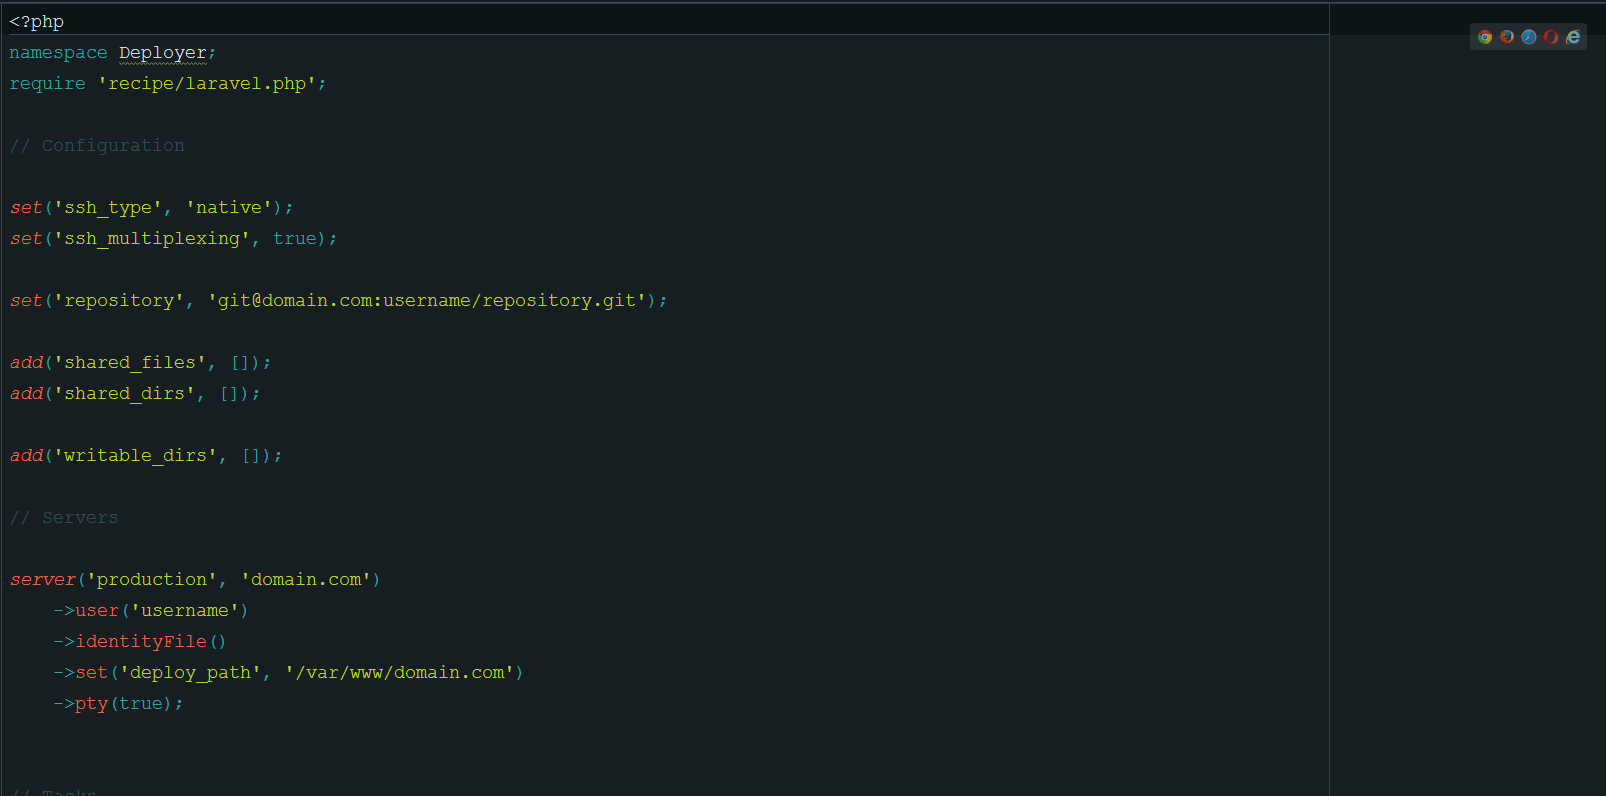 <?php
namespace Deployer;
require 'recipe/laravel.php';
// Configuration
set('ssh_type', 'native');
set('ssh_multiplexing', true);
set('repository', 'git@domain.com:username/repository.git');
add('shared_files', []);
add('shared_dirs', []);
add('writable_dirs', []);
// Servers
server('production', 'domain.com')
->user('username')
->identityFile()
->set('deploy_path', '/var/www/domain.com')
->pty(true);
// Tasks